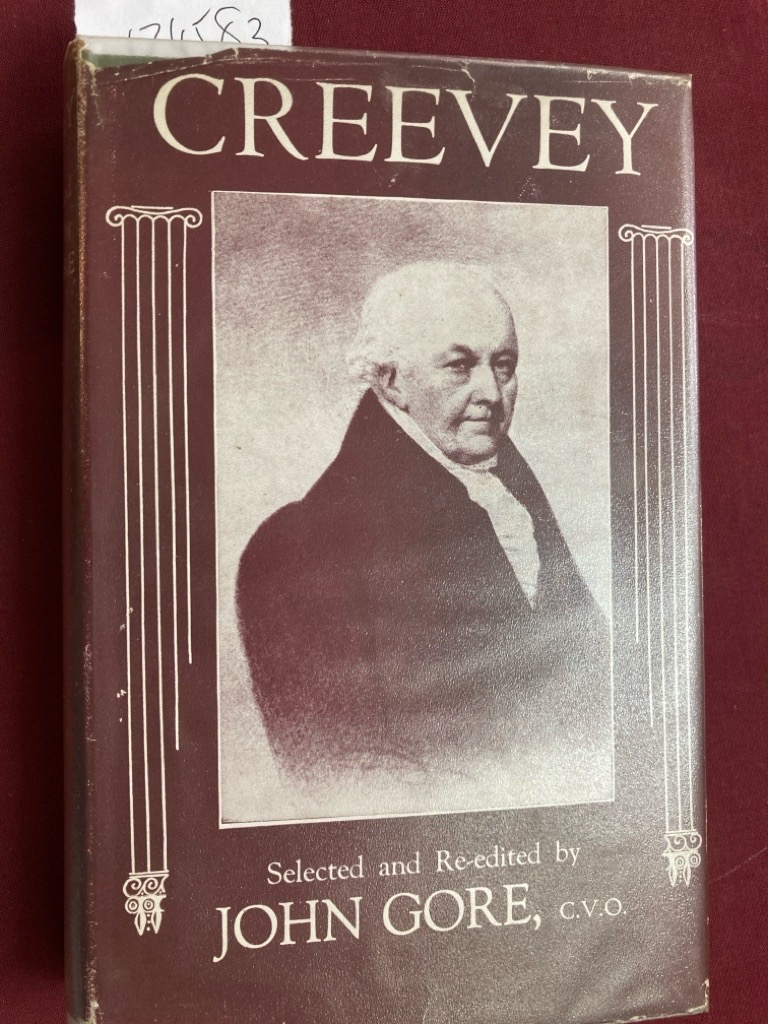 CREEVEY
Selected and Re-edited by
JOHN GORE, C.V.O.